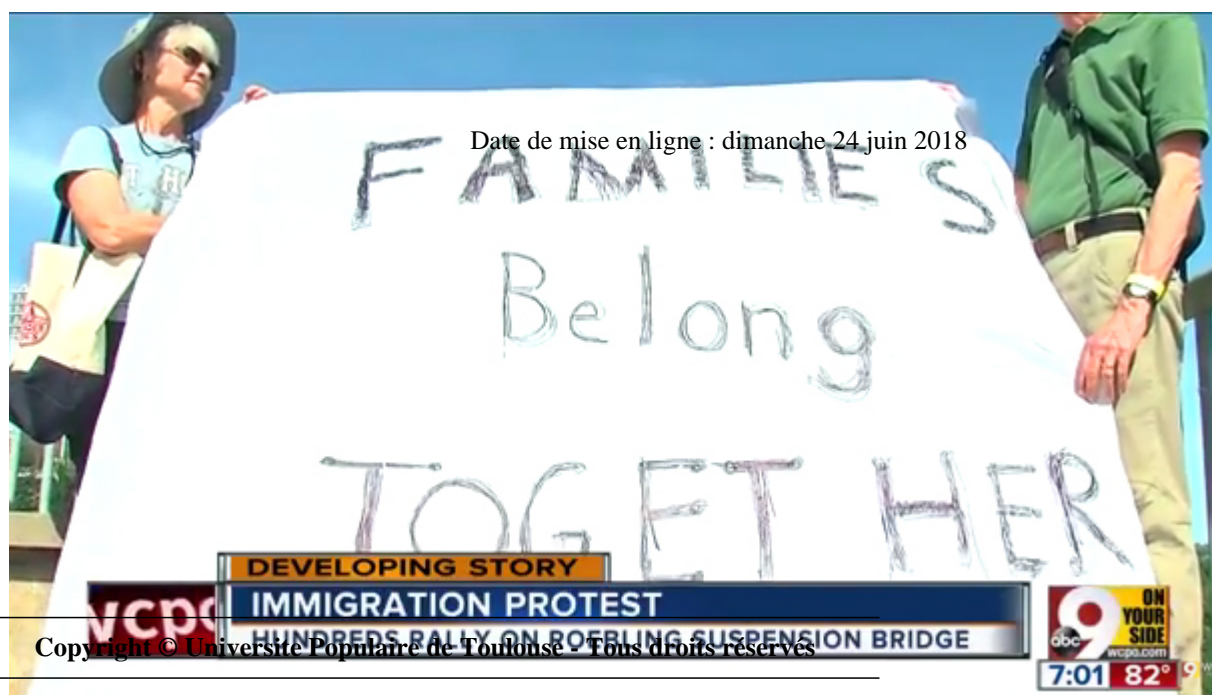 Date de mise en ligne : dimanche 24 juin 2018
FAMILIES
Belong
TOGETHER
DEVELOPING STORY
wcpo
IMMIGRATION PROTEST
HUNDREDS RALLY ON ROEBLING SUSPENSION BRIDGE
Copyright © Université Populaire de Toulouse - Tous droits réservés
abc 9
ON
YOUR
SIDE
wcpo.com
7:01 82°